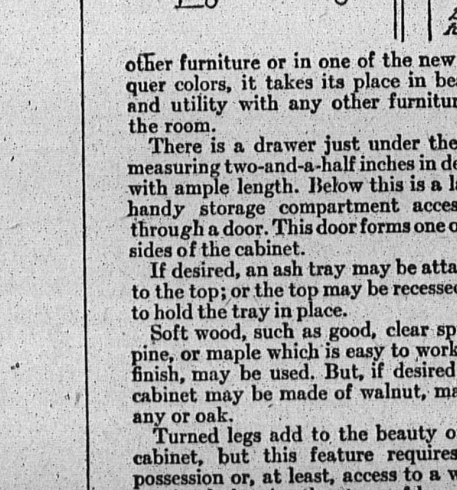 other furniture or in one of the new
quer colors, it takes its place in be
and utility with any other furnitur
the room.
There is a drawer just under the
measuring two-and-a-half inches in de
with ample length. Below this is a l
handy storage compartment acces
through a door. This door forms one o
sides of the cabinet.
If desired, an ash tray may be atta
to the top; or the top may be recesse
to hold the tray in place.
Soft wood, such as good, clear sp
pine, or maple which is easy to work
finish, may be used. But, if desired
cabinet may be made of walnut, ma
any or oak.
Turned legs add to the beauty o
cabinet, but this feature requires
possession or, at least, access to a w